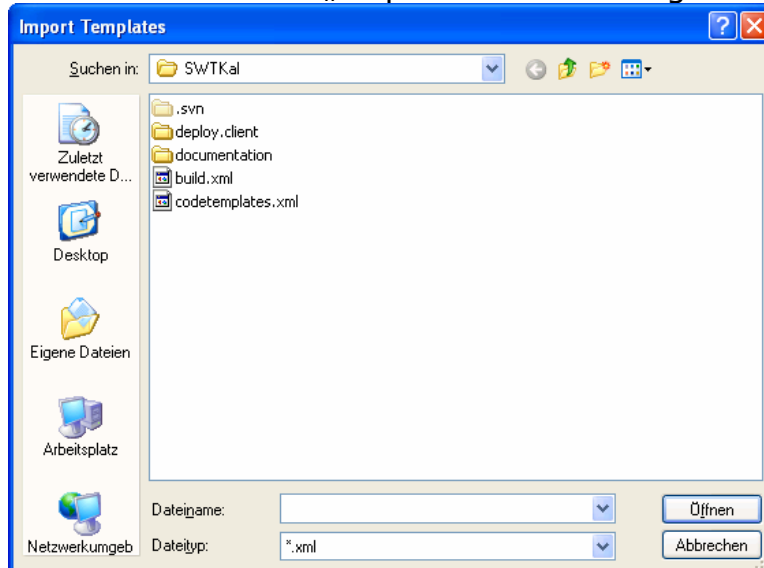 Import Templates
Suchen in: SWTKal
.svn
deploy.client
documentation
build.xml
codetemplates.xml
Zuletzt
verwendete D...
Desktop
Eigene Dateien
Arbeitsplatz
Netzwerkumgeb
Dateiname:
Öffnen
Dateityp: *.xml
Abbrechen